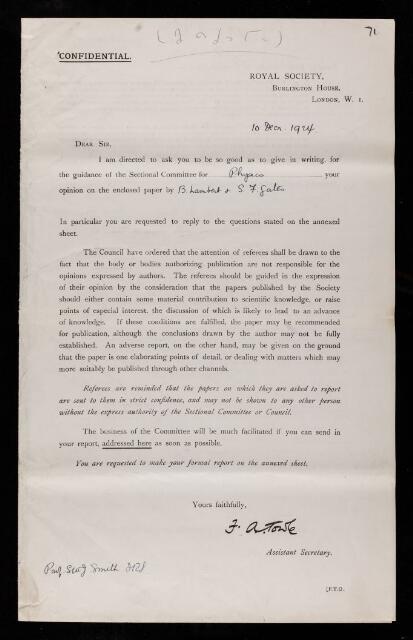 71
CONFIDENTIAL.
ROYAL SOCIETY,
BURLINGTON HOUSE,
LONDON, W. 1.
10 Decr. 1924
DEAR SIR,
I am directed to ask you to be so good as to give in writing, for
the guidance of the Sectional Committee for Physics your
opinion on the enclosed paper by B. Lambert & S. F. Gates
In particular you are requested to reply to the questions stated on the annexed
sheet.
The Council have ordered that the attention of referees shall be drawn to the
fact that the body or bodies authorizing publication are not responsible for the
opinions expressed by authors. The referees should be guided in the expression
of their opinion by the consideration that the papers published by the Society
should either contain some material contribution to scientific knowledge, or raise
points of especial interest, the discussion of which is likely to lead to an advance
of knowledge. If these conditions are fulfilled, the paper may be recommended
for publication, although the conclusions drawn by the author may not be fully
established. An adverse report, on the other hand, may be given on the ground
that the paper is one elaborating points of detail, or dealing with matters which may
more suitably be published through other channels.
Referees are reminded that the papers on which they are asked to report
are sent to them in strict confidence, and may not be shown to any other person
without the express authority of the Sectional Committee or Council.
The business of the Committee will be much facilitated if you can send in
your report, addressed here as soon as possible.
You are requested to make your formal report on the annexed sheet.
Yours faithfully,
F. A. Towle
Assistant Secretary.
Prof. Smith FRS
[P.T.O.